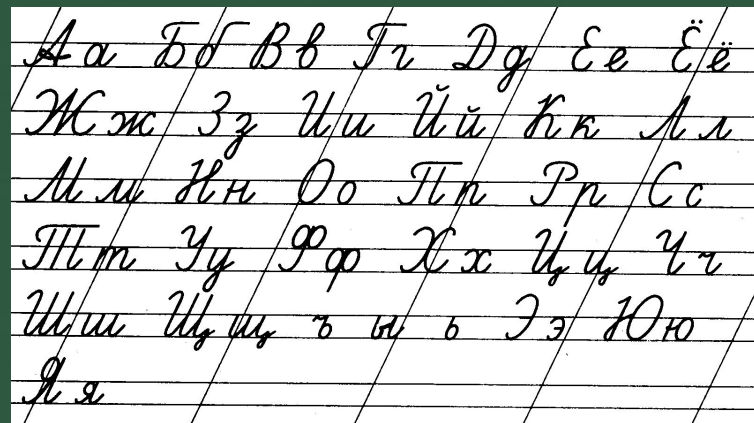 Аа Бб Вв Гг Дд Ее Ёё
Жж Зз Ии Йй Кк Лл
Мм Нн Оо Пп Рр Сс
Тт Уу Фф Хх Цц Чч
Шш Щщ ъ ы ь Ээ Юю
Яя